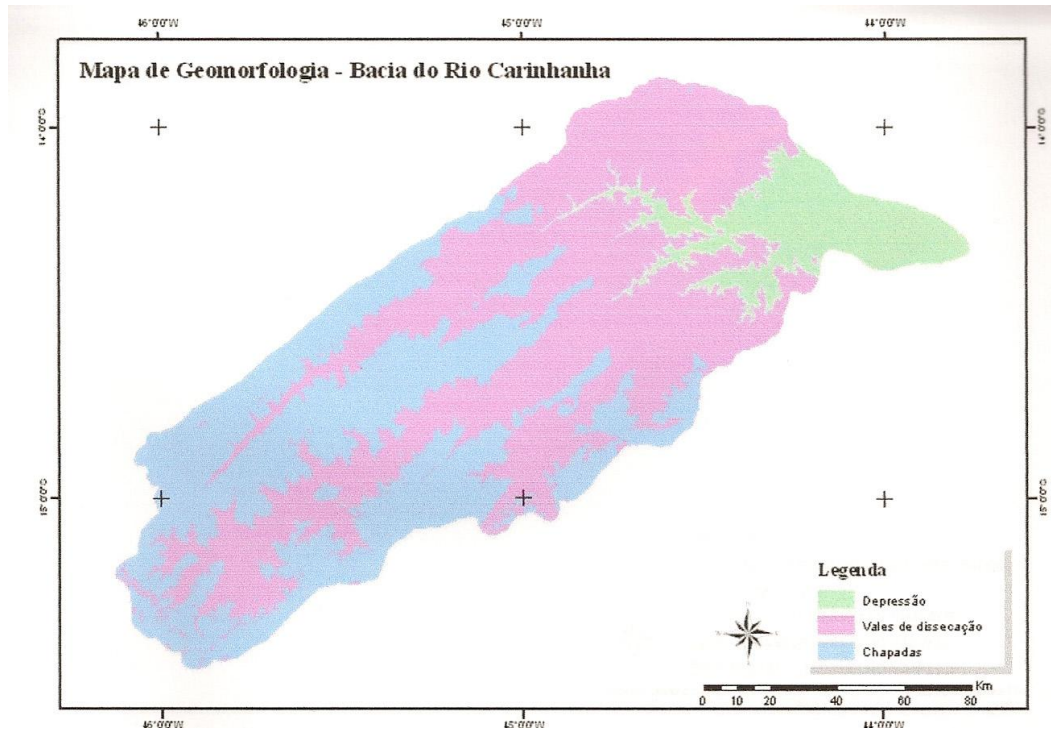 46°0'0"W 45°0'0"W 44°0'0"W
Mapa de Geomorfologia - Bacia do Rio Carinhanha
14°0'0"O 14°0'0"O
15°0'0"O 15°0'0"O
Legenda
Depressão
Vales de dissecação
Chapadas
Km
0 10 20 40 60 80
46°0'0"W 45°0'0"W 44°0'0"W